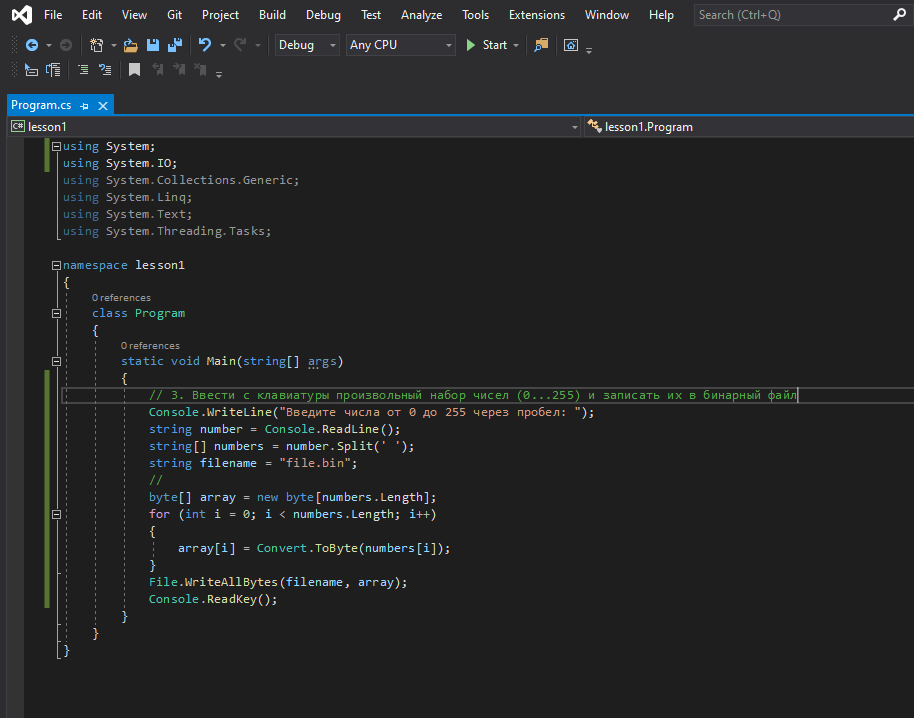 File Edit View Git Project Build Debug Test Analyze Tools Extensions Window Help Search (Ctrl+Q)
Debug Any CPU Start
Program.cs
C# lesson1 lesson1.Program
using System;
using System.IO;
using System.Collections.Generic;
using System.Linq;
using System.Text;
using System.Threading.Tasks;
namespace lesson1
{
0 references
class Program
{
0 references
static void Main(string[] args)
{
// 3. Ввести с клавиатуры произвольный набор чисел (0...255) и записать их в бинарный файл
Console.WriteLine("Введите числа от 0 до 255 через пробел: ");
string number = Console.ReadLine();
string[] numbers = number.Split(' ');
string filename = "file.bin";
//
byte[] array = new byte[numbers.Length];
for (int i = 0; i < numbers.Length; i++)
{
array[i] = Convert.ToByte(numbers[i]);
}
File.WriteAllBytes(filename, array);
Console.ReadKey();
}
}
}